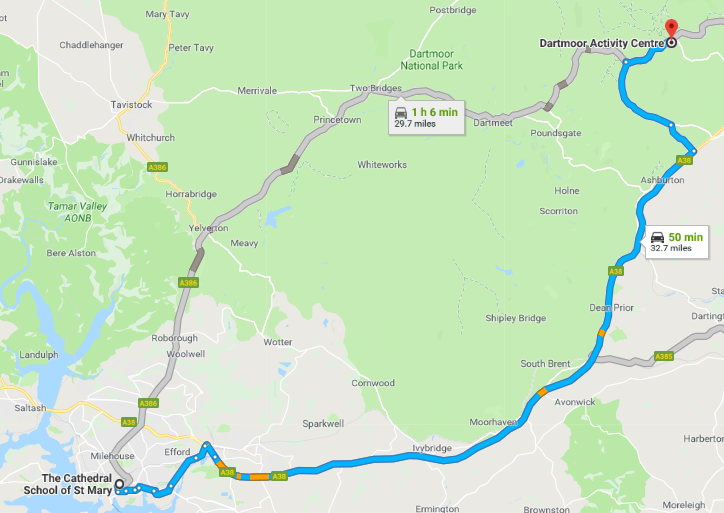 Postbridge
Mary Tavy
Chaddlehanger
Peter Tavy
Dartmoor Activity Centre
Dartmoor
National Park
Merrivale
Two Bridges
Tavistock
1 h 6 min
29.7 miles
Princetown
Dartmeet
Whitchurch
Poundsgate
Gunnislake
A386
Whiteworks
A38
Drakewalls
Ashburton
Horrabridge
Holne
Tamar Valley
AONB
Scorriton
Yelverton
Meavy
50 min
32.7 miles
Bere Alston
A38
A386
Sta
Dean Prior
Shipley Bridge
Dartingt
Roborough
Wotter
Landulph
Woolwell
A385
South Brent
Cornwood
Saltash
A386
Avonwick
A38
Sparkwell
Moorhaven
Harberton
Milehouse
Efford
Ivybridge
The Cathedral
School of St Mary
A38
A38
Ermington
Brownston
Moreleigh